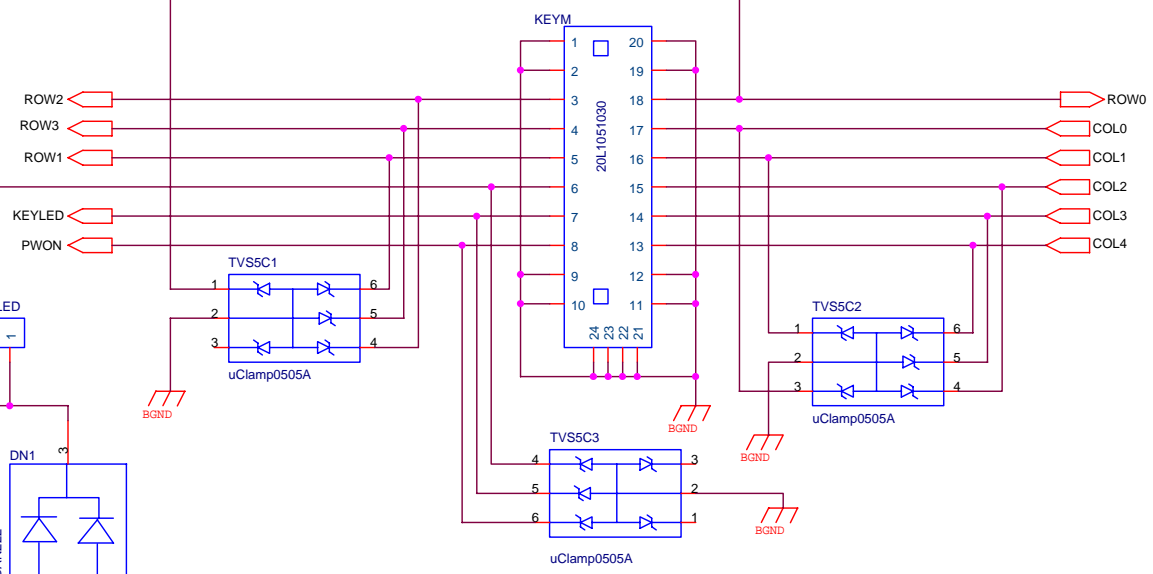 KEYM
1 20
2 19
ROW2 3 18 ROW0
ROW3 4 17 COL0
ROW1 5 16 COL1
6 15 COL2
KEYLED 7 14 COL3
PWON 8 13 COL4
9 12
10 11
20L1051030
24 23 22 21
TVS5C1
1 6
2 5
3 4
uClamp0505A
BGND
LED
1
BGND
TVS5C2
1 6
2 5
3 4
uClamp0505A
BGND
TVS5C3
4 3
5 2
6 1
uClamp0505A
BGND
3
DN1